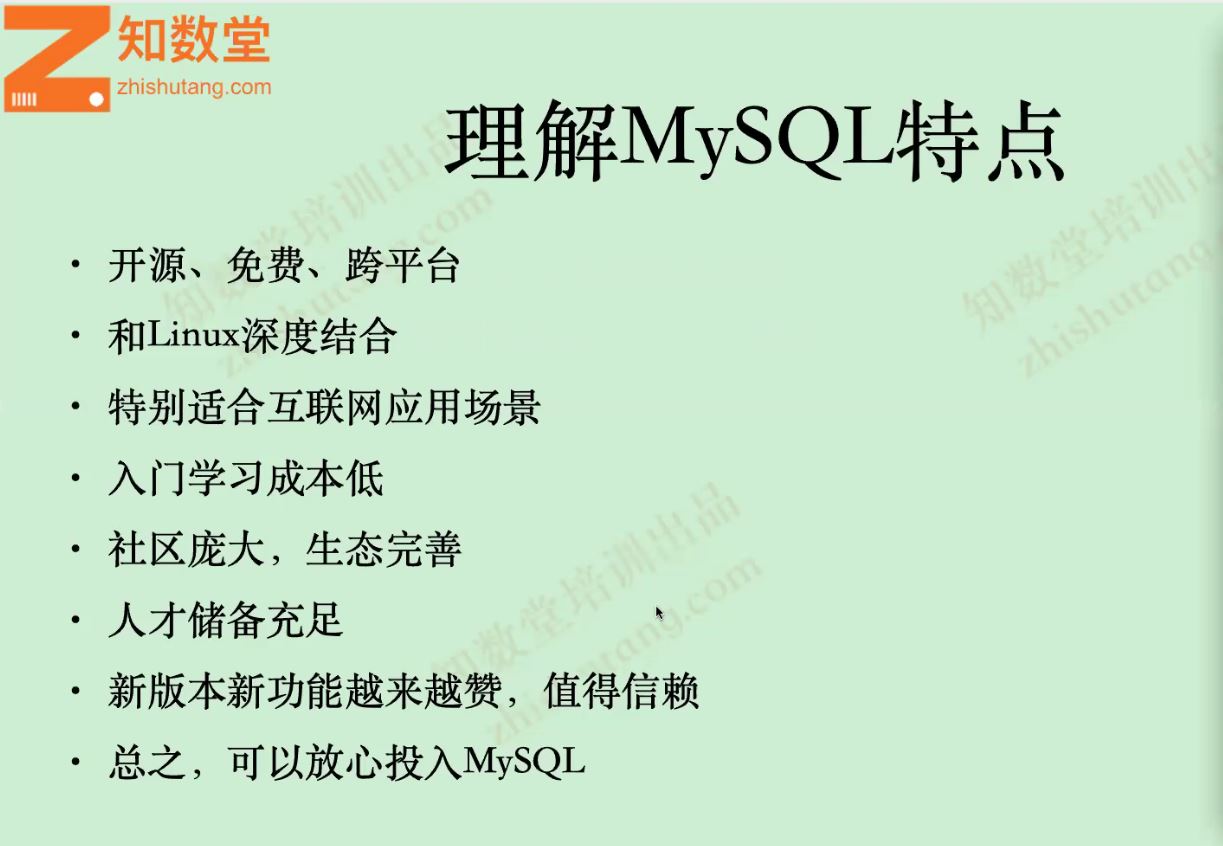 知数堂
zhishutang.com
理解MySQL特点
• 开源、免费、跨平台
• 和Linux深度结合
• 特别适合互联网应用场景
• 入门学习成本低
• 社区庞大，生态完善
• 人才储备充足
• 新版本新功能越来越赞，值得信赖
• 总之，可以放心投入MySQL
知数堂培训出品
zhishutang.com
知数堂培训出品
zhishutang.com
知数堂培训出品
zhishutang.com